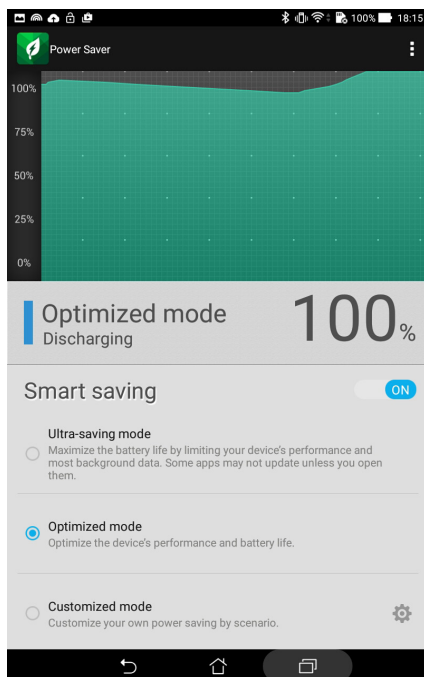 100% 18:15
Power Saver
100%
75%
50%
25%
0%
Optimized mode
Discharging
100%
Smart saving
ON
Ultra-saving mode
Maximize the battery life by limiting your device's performance and
most background data. Some apps may not update unless you open
them.
Optimized mode
Optimize the device's performance and battery life.
Customized mode
Customize your own power saving by scenario.